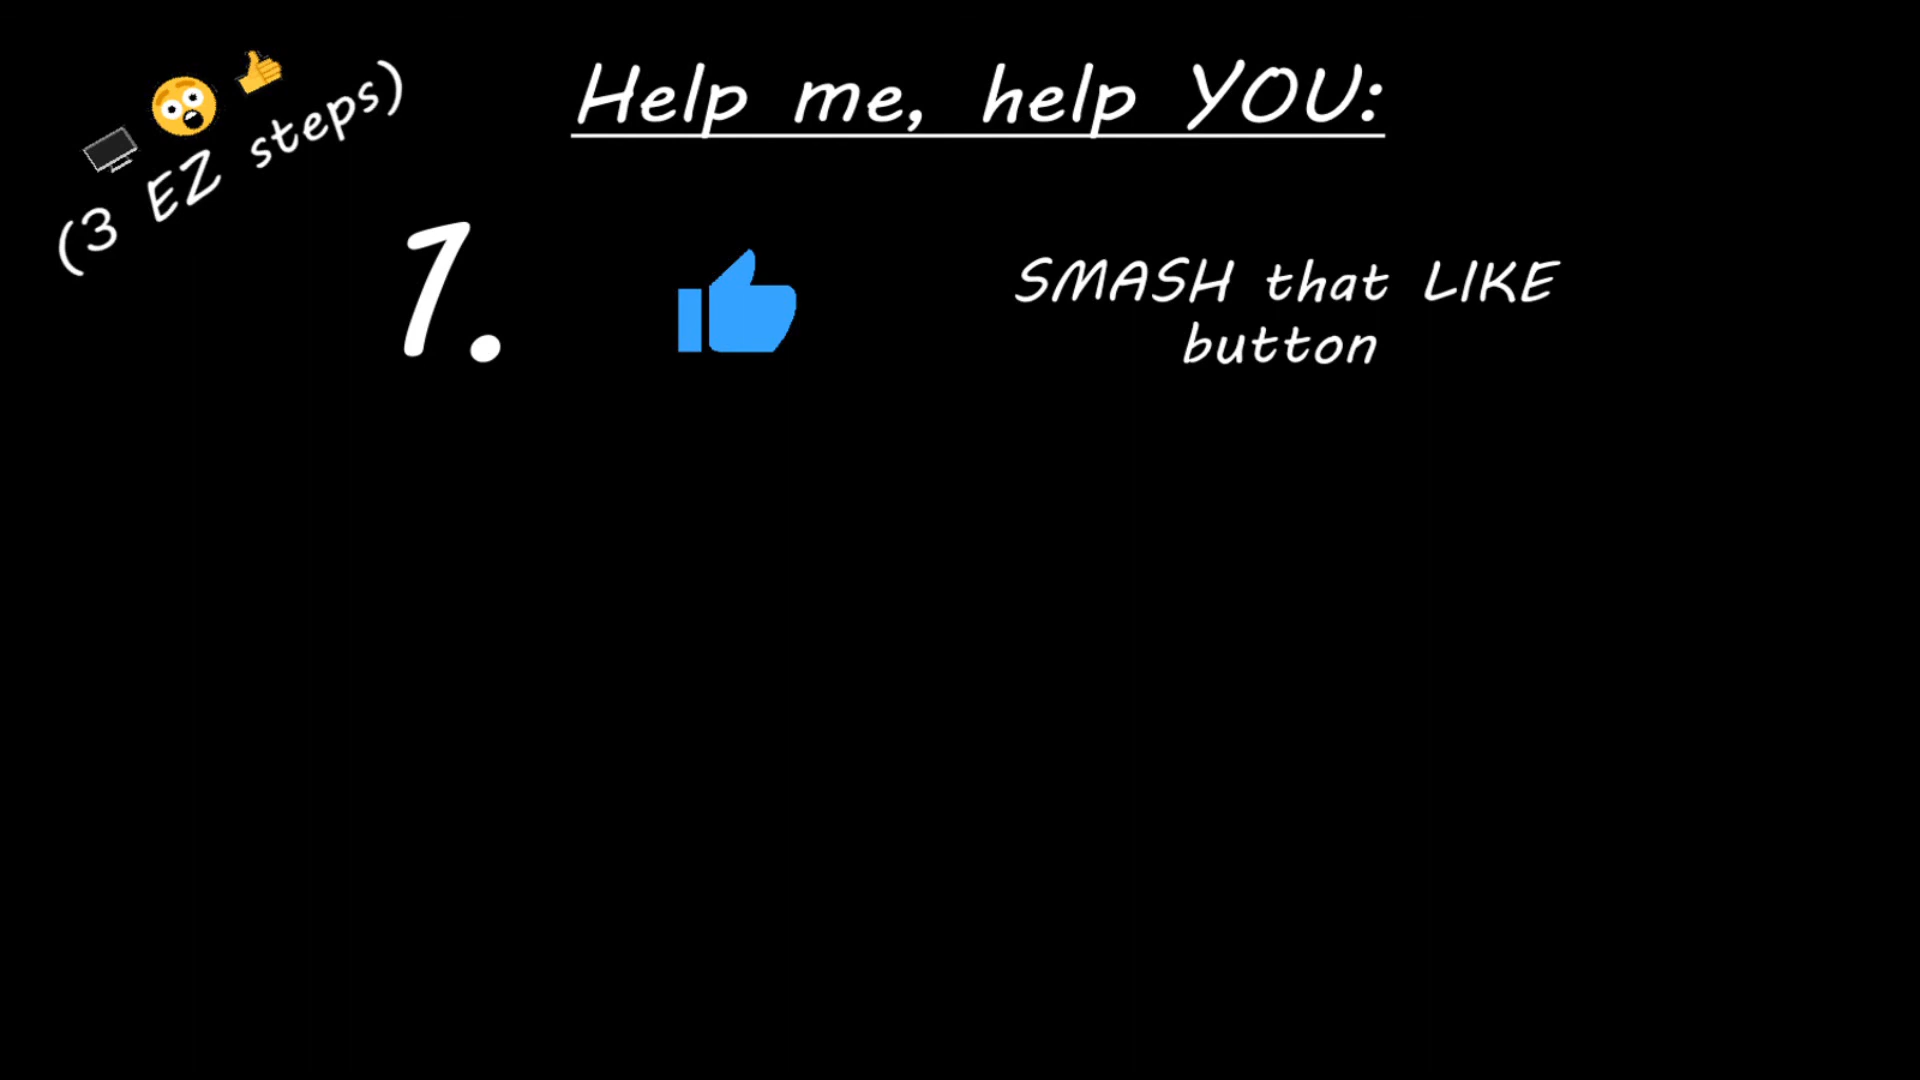 Help me, help YOU:
(3 EZ steps)
1.
SMASH that LIKE
button